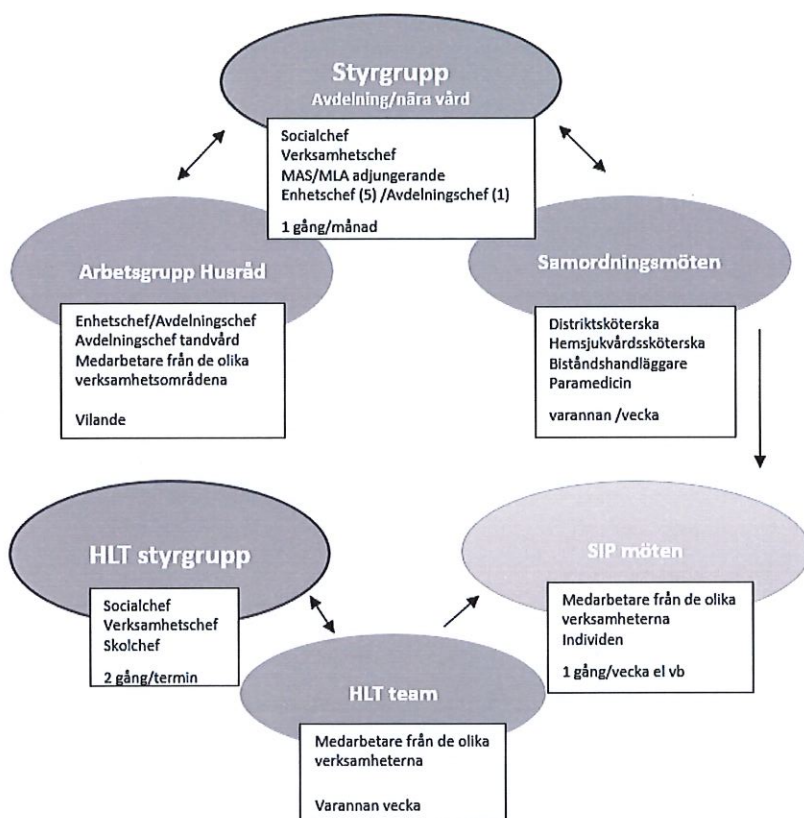 Styrgrupp
Avdelning/nära vård
Socialchef
Verksamhetschef
MAS/MLA adjungerande
Enhetschef (5) /Avdelningschef (1)
1 gång/månad
Arbetsgrupp Husråd
Enhetschef/Avdelningschef
Avdelningschef tandvård
Medarbetare från de olika
verksamhetsområdena
Vilande
Samordningsmöten
Distriktsköterska
Hemsjukvårdssköterska
Biståndshandläggare
Paramedicin
varannan /vecka
HLT styrgrupp
Socialchef
Verksamhetschef
Skolchef
2 gång/termin
SIP möten
Medarbetare från de olika
verksamheterna
Individen
1 gång/vecka el vb
HLT team
Medarbetare från de olika
verksamheterna
Varannan vecka